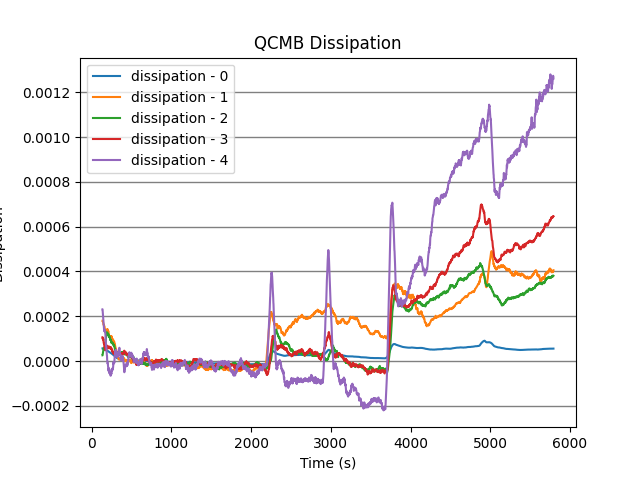 QCMB Dissipation
dissipation - 0
dissipation - 1
dissipation - 2
dissipation - 3
dissipation - 4
0.0012
0.0010
0.0008
0.0006
0.0004
0.0002
0.0000
−0.0002
0
1000
2000
3000
4000
5000
6000
Time (s)